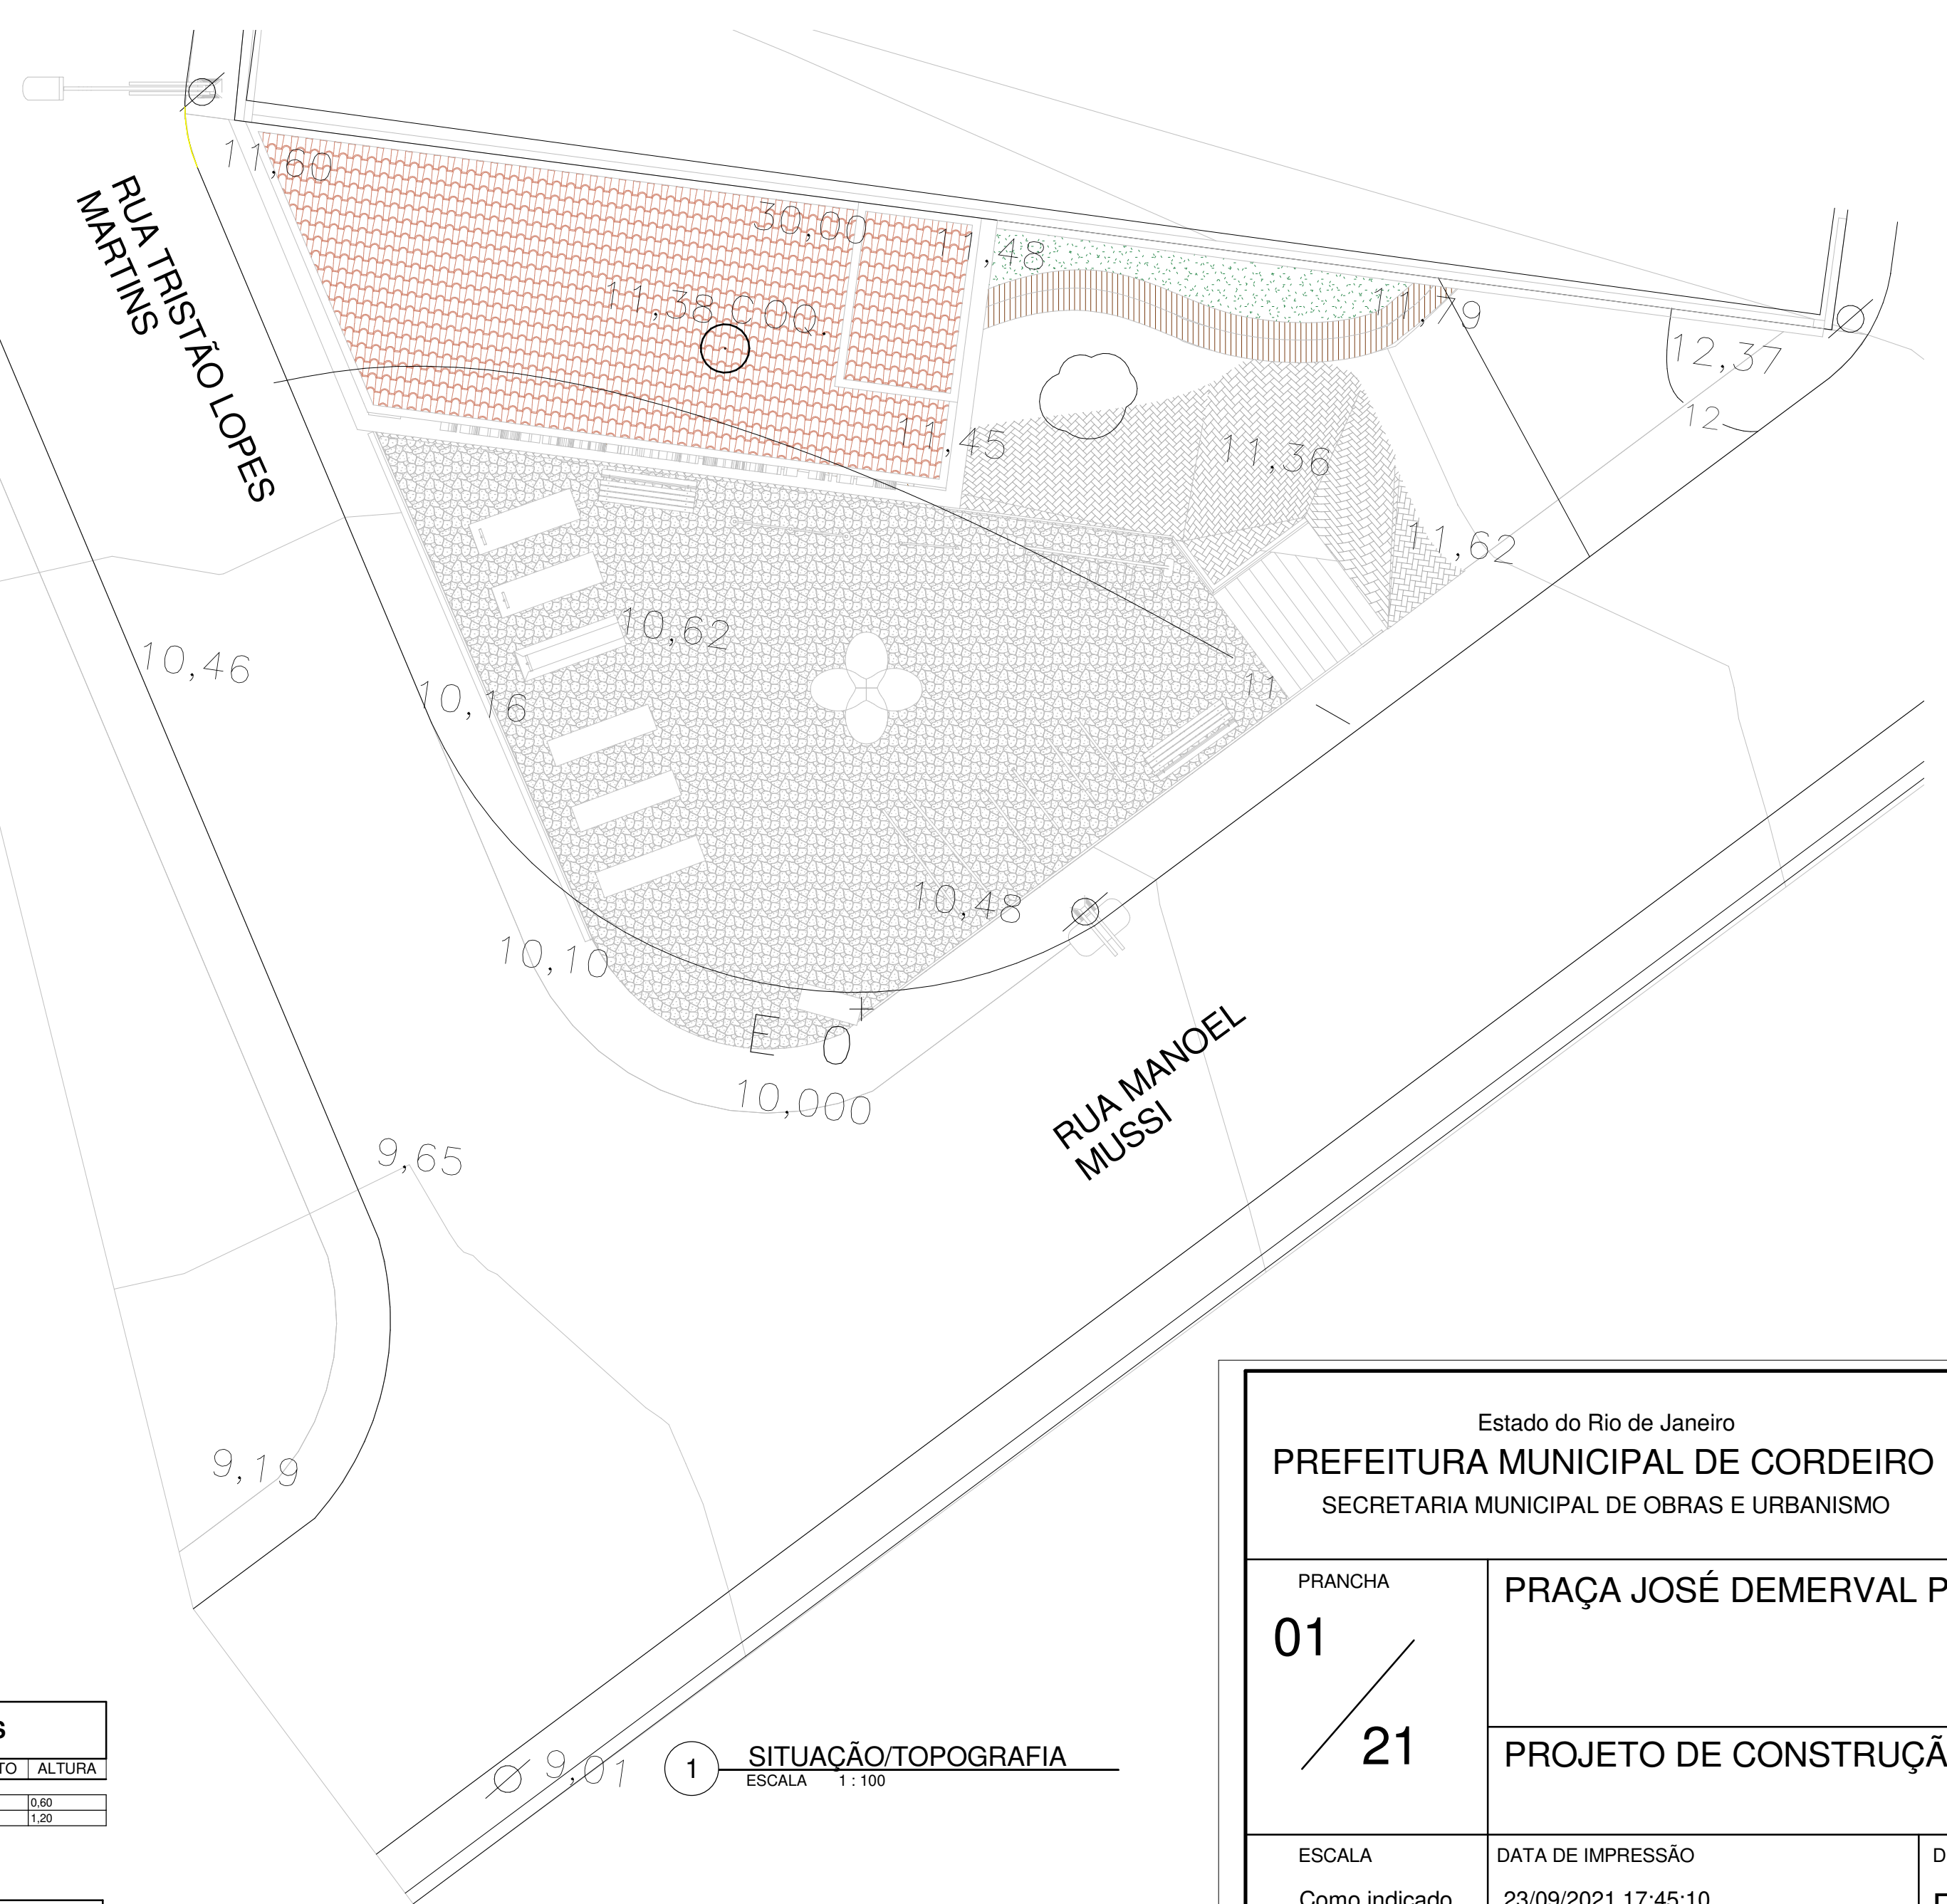 11,60
RUA TRISTÃO LOPES
MARTINS
30,00
11,48
11,38
11,79
12,37
12
11,45
11,36
11,62
10,62
10,46
10,16
11
10,48
10,10
E 0
10,000
RUA MANOEL
MUSSI
9,65
9,19
9,01
1
SITUAÇÃO/TOPOGRAFIA
ESCALA 1 : 100
ALTURA
0,60
1,20
Estado do Rio de Janeiro
PREFEITURA MUNICIPAL DE CORDEIRO
SECRETARIA MUNICIPAL DE OBRAS E URBANISMO
PRANCHA
01
21
PRAÇA JOSÉ DEMERVAL P
PROJETO DE CONSTRUÇÃ
ESCALA
Como indicado
DATA DE IMPRESSÃO
23/09/2021 17:45:10